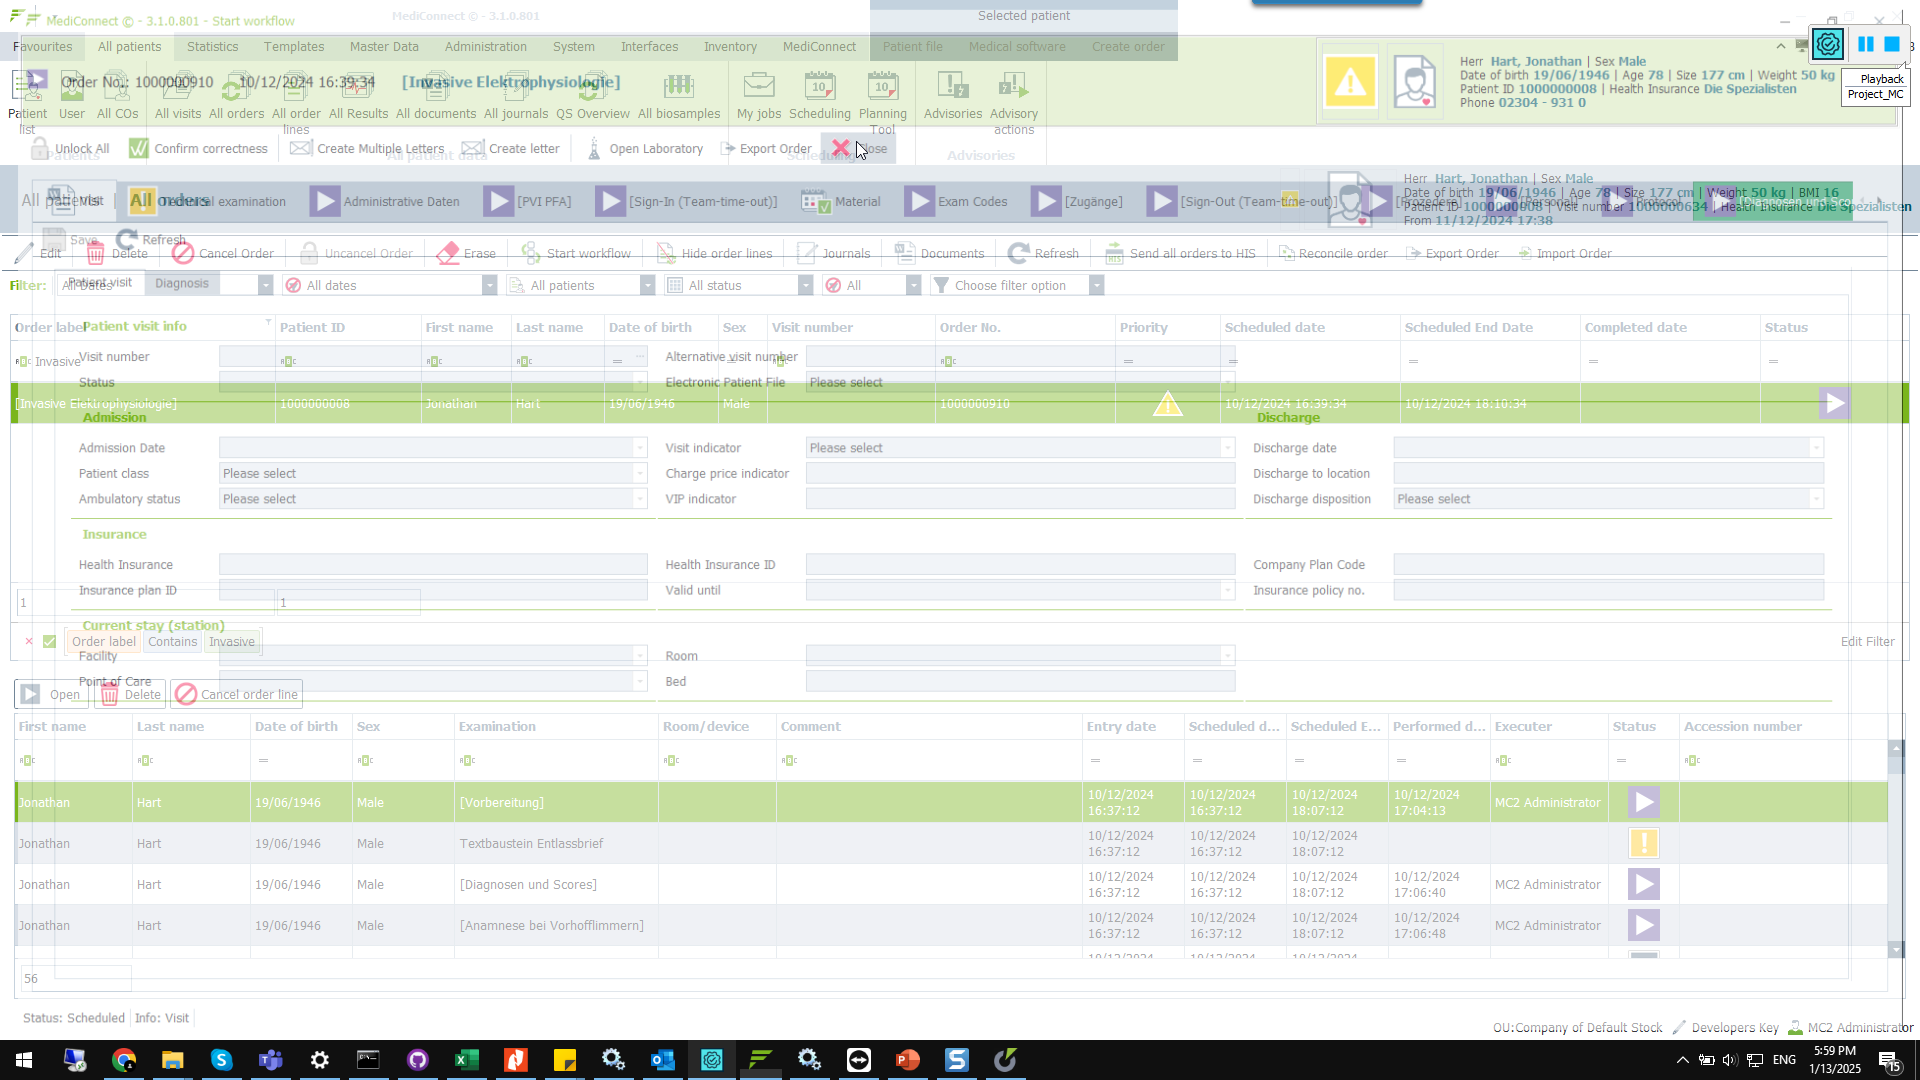 MediConnect © - 3.1.0.801 - Start workflow
MediConnect © - 3.1.0.801
Selected patient
Favourites All patients Statistics Templates Master Data Administration System Interfaces Inventory MediConnect Patient file Medical software Create order
Order No.: 1000000910 10/12/2024 16:39:34 [Invasive Elektrophysiologie]
Patient list User All COs All visits All orders All order lines All Results All documents All journals QS Overview All biosamples My jobs Scheduling Planning Tool Advisories Advisory actions
Herr Hart, Jonathan | Sex Male
Date of birth 19/06/1946 | Age 78 | Size 177 cm | Weight 50 kg
Patient ID 1000000008 | Health Insurance Die Spezialisten
Phone 02304 - 931 0
Playback
Project_MC
Unlock All Confirm correctness Create Multiple Letters Create letter Open Laboratory Export Order Close
Patients All patient data Scheduling Advisories
All patients | All orders
Visit Technical examination Administrative Daten [PVI PFA] [Sign-In (Team-time-out)] Material Exam Codes [Zugänge] [Sign-Out (Team-time-out)] [Prozedere] [Personal] Protocol [Diagnosen und Sco
Herr Hart, Jonathan | Sex Male
Date of birth 19/06/1946 | Age 78 | Size 177 cm | Weight 50 kg | BMI 16
Patient ID 1000000008 | Visit number 1000000634 | Health Insurance Die Spezialisten
From 11/12/2024 17:38
Save Refresh
Edit Delete Cancel Order Uncancel Order Erase Start workflow Hide order lines Journals Documents Refresh Send all orders to HIS Reconcile order Export Order Import Order
Patient visit Diagnosis
Filter: All Dates All dates All patients All status All Choose filter option
Patient visit info
Order label Patient ID First name Last name Date of birth Sex Visit number Order No. Priority Scheduled date Scheduled End Date Completed date Status
Invasive
Visit number Alternative visit number
Status Electronic Patient File Please select
[Invasive Elektrophysiologie] 1000000008 Jonathan Hart 19/06/1946 Male 1000000910 10/12/2024 16:39:34 10/12/2024 18:10:34
Admission Discharge
Admission Date Visit indicator Please select Discharge date
Patient class Please select Charge price indicator Discharge to location
Ambulatory status Please select VIP indicator Discharge disposition Please select
Insurance
Health Insurance Health Insurance ID Company Plan Code
Insurance plan ID Valid until Insurance policy no.
1 1
Current stay (station)
Order label Contains Invasive Edit Filter
Facility Room
Point of Care Bed
Open Delete Cancel order line
First name Last name Date of birth Sex Examination Room/device Comment Entry date Scheduled d... Scheduled E... Performed d... Executer Status Accession number
Jonathan Hart 19/06/1946 Male [Vorbereitung] 10/12/2024 16:37:12 10/12/2024 16:37:12 10/12/2024 18:07:12 10/12/2024 17:04:13 MC2 Administrator
Jonathan Hart 19/06/1946 Male Textbaustein Entlassbrief 10/12/2024 16:37:12 10/12/2024 16:37:12 10/12/2024 18:07:12
Jonathan Hart 19/06/1946 Male [Diagnosen und Scores] 10/12/2024 16:37:12 10/12/2024 16:37:12 10/12/2024 18:07:12 10/12/2024 17:06:40 MC2 Administrator
Jonathan Hart 19/06/1946 Male [Anamnese bei Vorhofflimmern] 10/12/2024 16:37:12 10/12/2024 16:37:12 10/12/2024 18:07:12 10/12/2024 17:06:48 MC2 Administrator
56
Status: Scheduled Info: Visit
OU:Company of Default Stock Developers Key MC2 Administrator
ENG 5:59 PM
1/13/2025 15